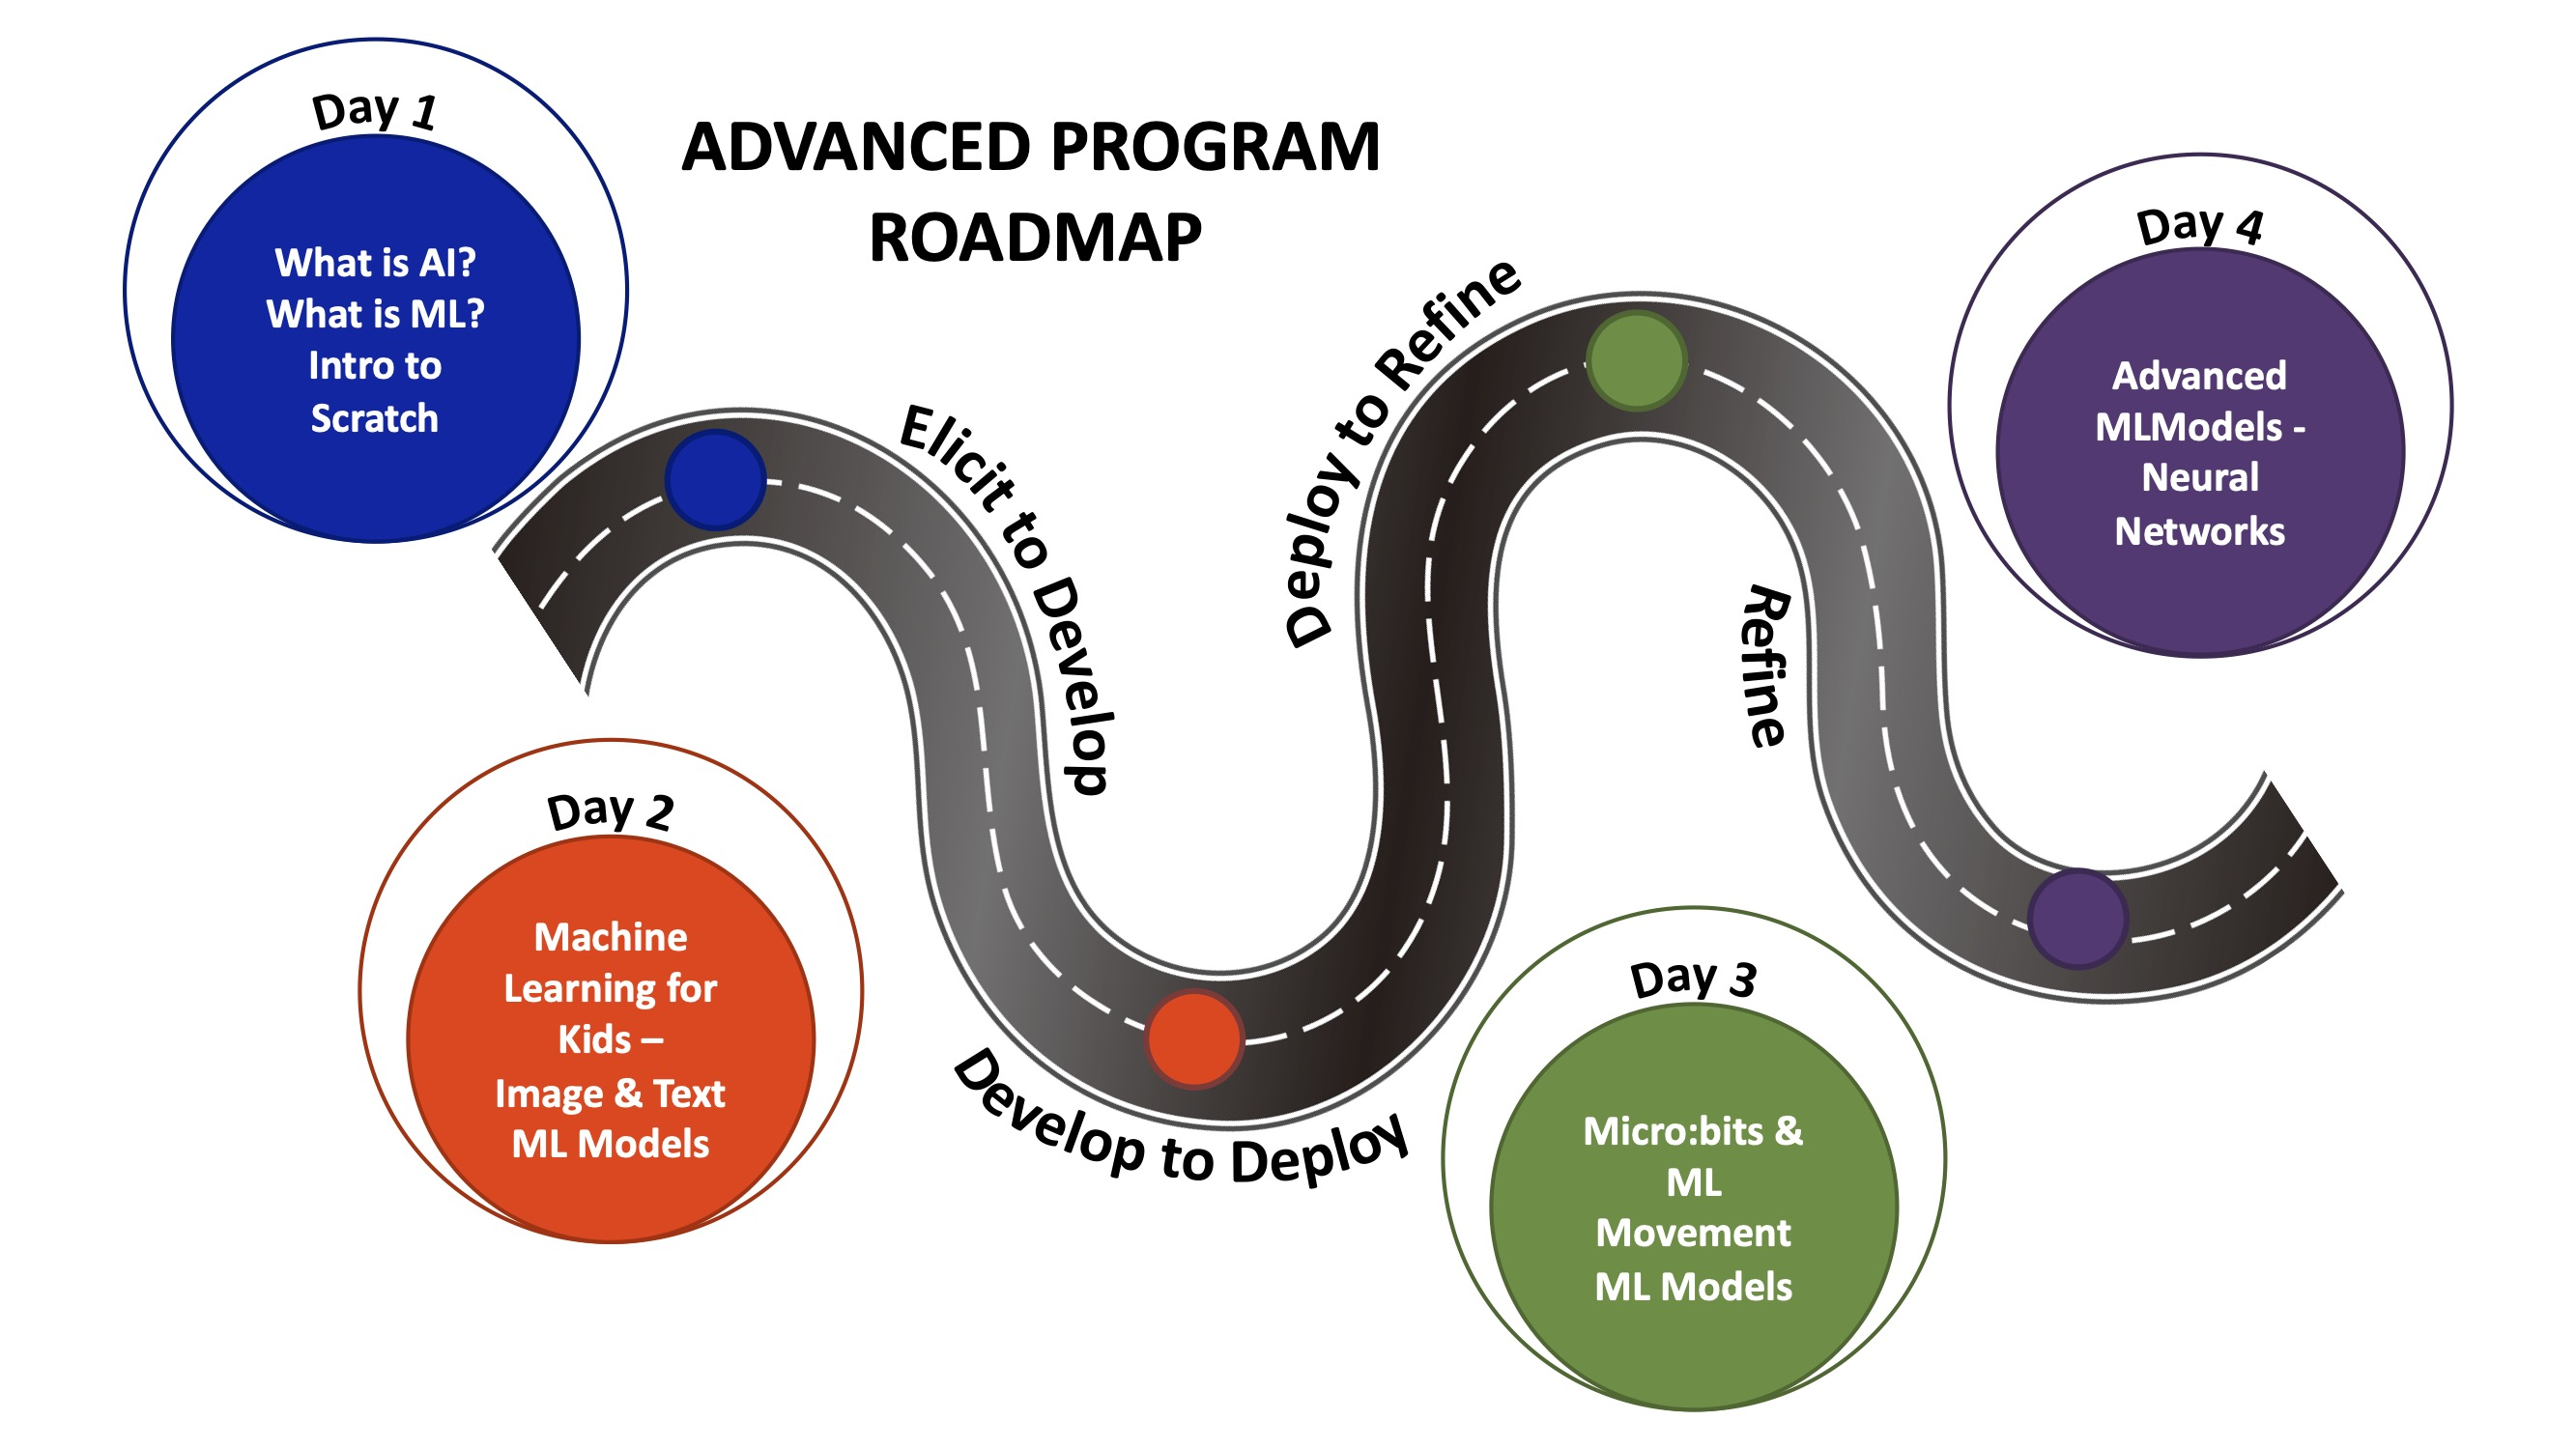 Day 1
What is AI?
What is ML?
Intro to
Scratch
ADVANCED PROGRAM
ROADMAP
Elicit to Develop
Day 2
Machine
Learning for
Kids –
Image & Text
ML Models
Develop to Deploy
Deeploy to Refine
Day 3
Micro:bits &
ML
Movement
ML Models
Refine
Day 4
Advanced
MLModels -
Neural
Networks